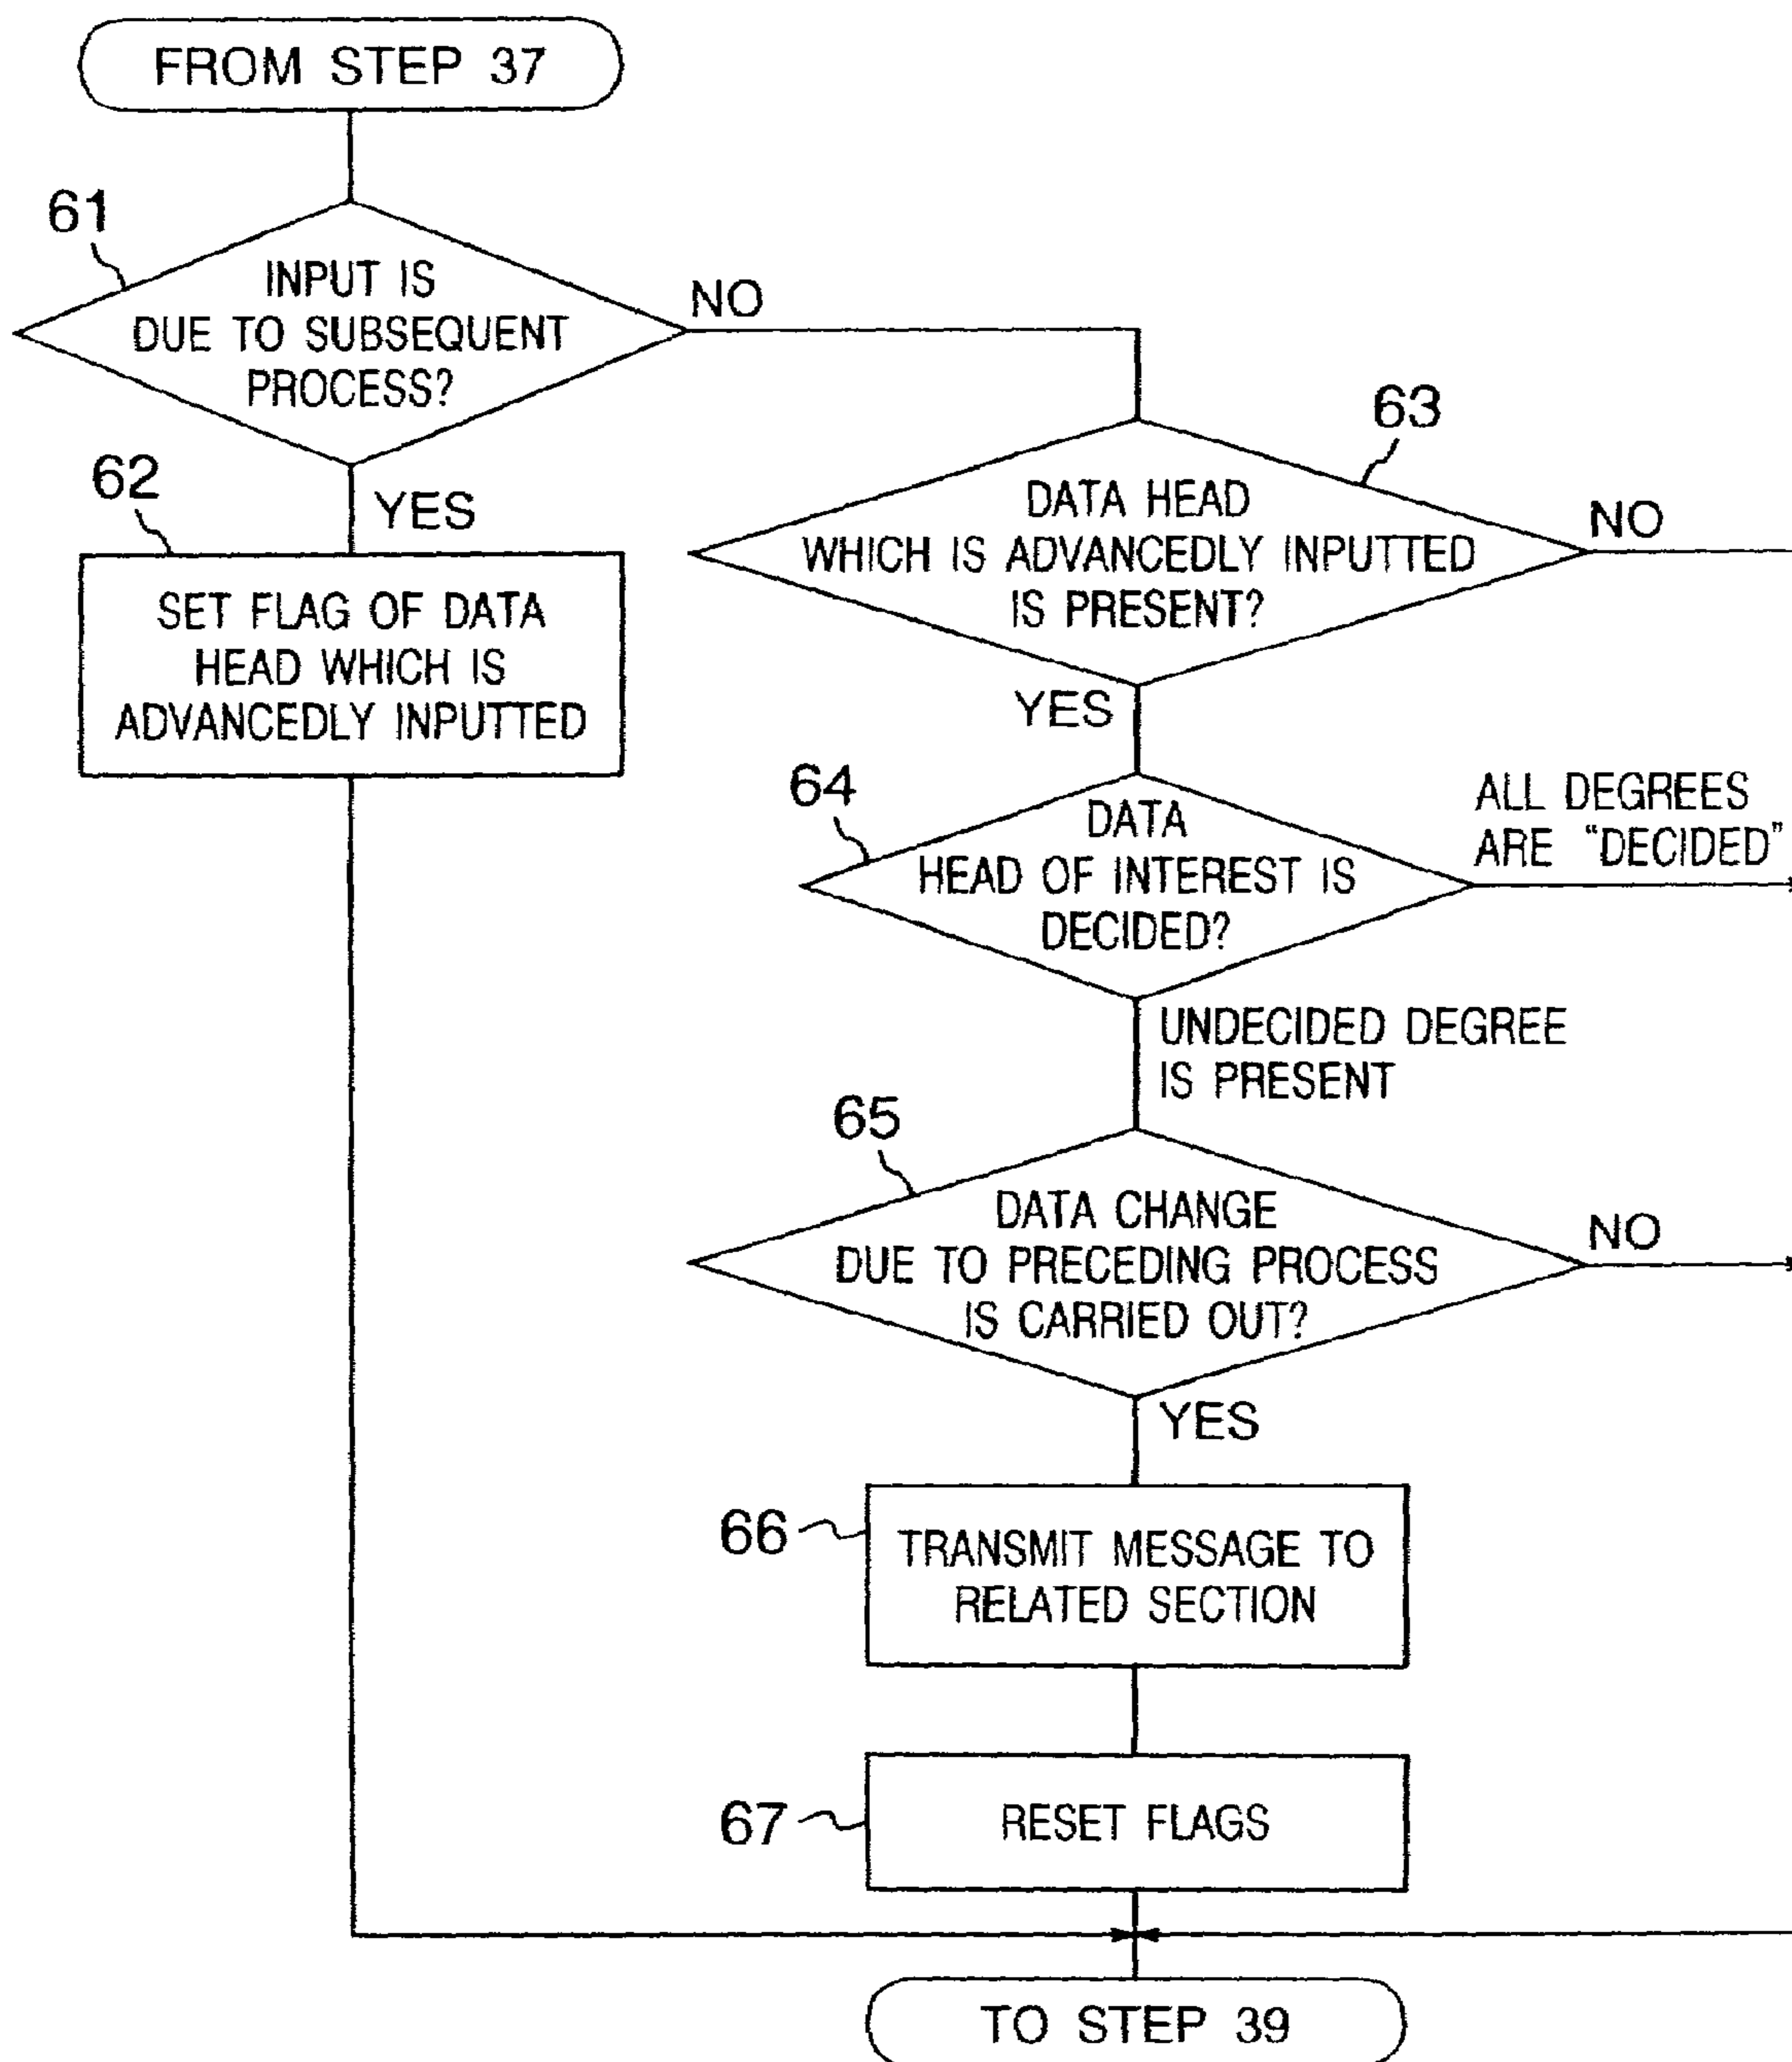 FROM STEP 37
61
INPUT IS
DUE TO SUBSEQUENT
PROCESS?
NO
YES
62
SET FLAG OF DATA
HEAD WHICH IS
ADVANCEDLY INPUTTED
63
DATA HEAD
WHICH IS ADVANCEDLY INPUTTED
IS PRESENT?
NO
YES
64
DATA
HEAD OF INTEREST IS
DECIDED?
ALL DEGREES
ARE "DECIDED"
UNDECIDED DEGREE
IS PRESENT
65
DATA CHANGE
DUE TO PRECEDING PROCESS
IS CARRIED OUT?
NO
YES
66
TRANSMIT MESSAGE TO
RELATED SECTION
67
RESET FLAGS
TO STEP 39